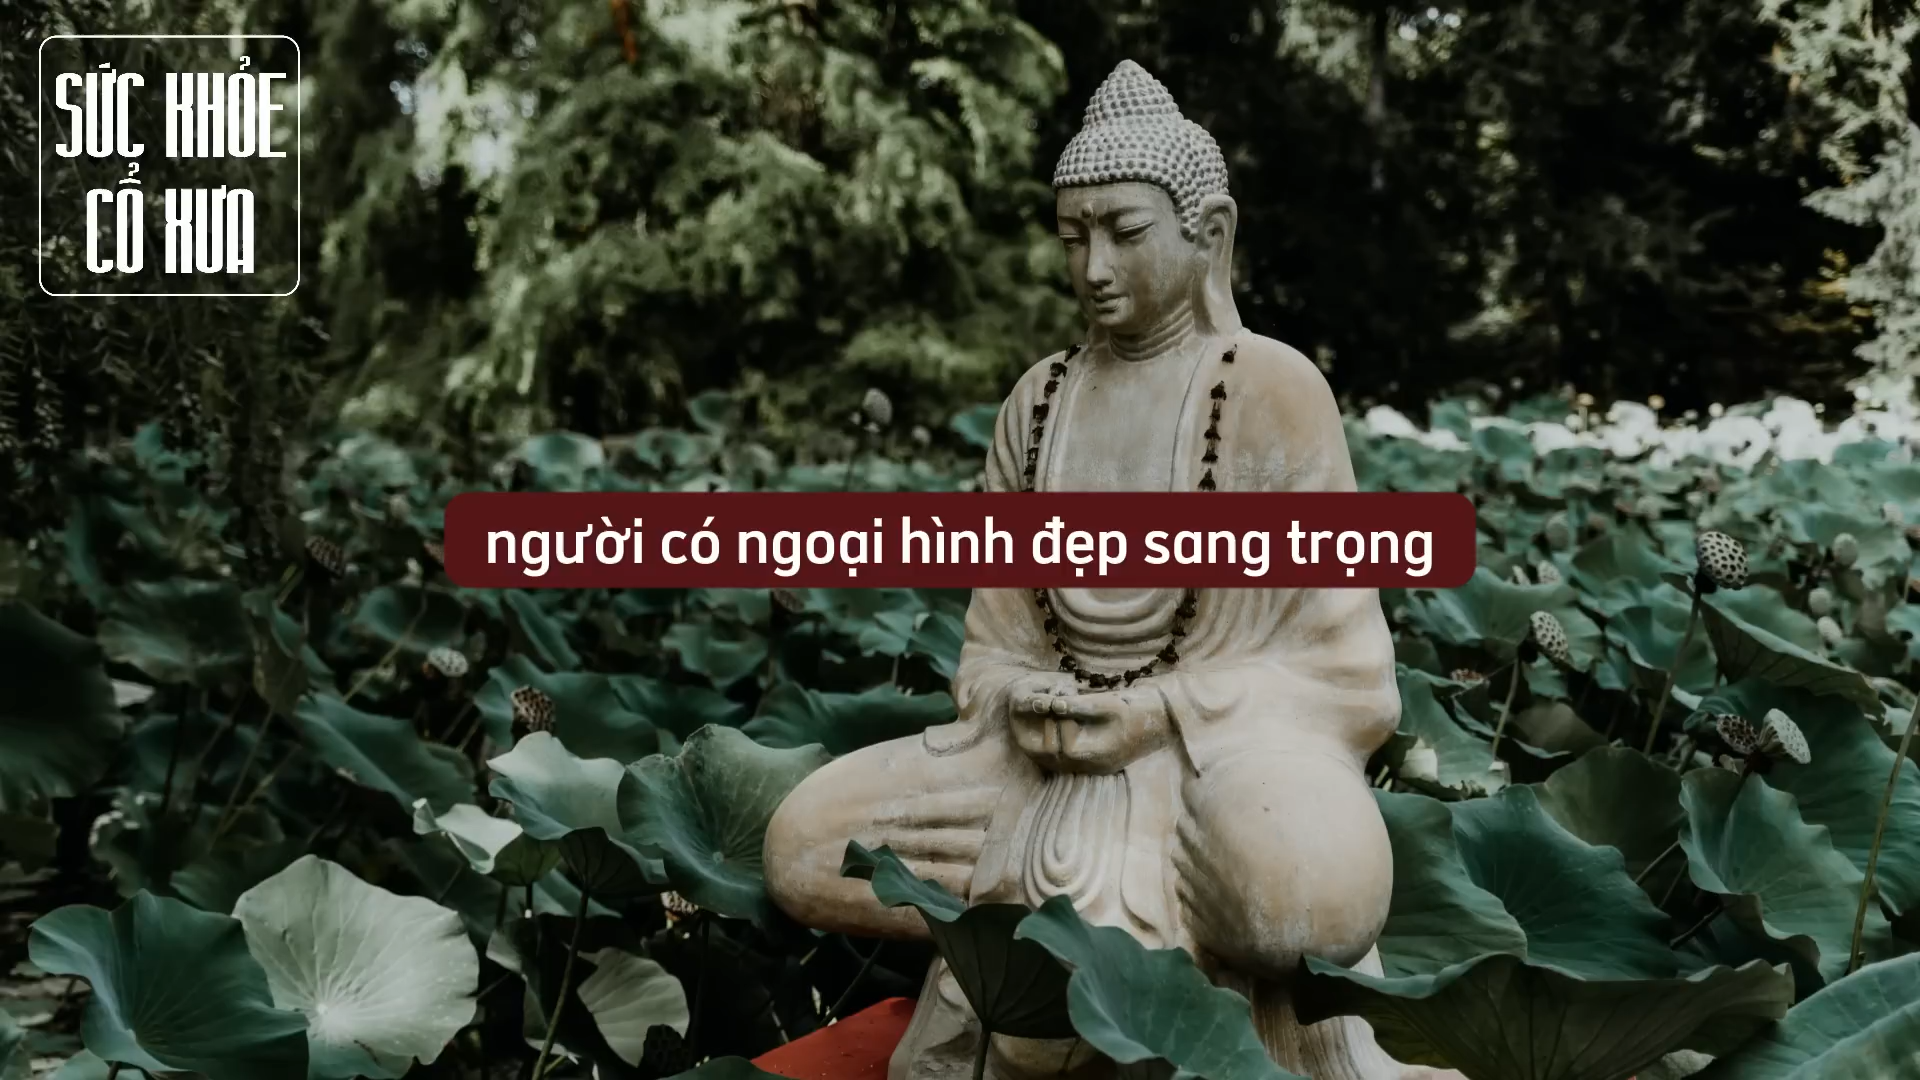 SỨC KHỎE
CỔ XƯA
người có ngoại hình đẹp sang trọng